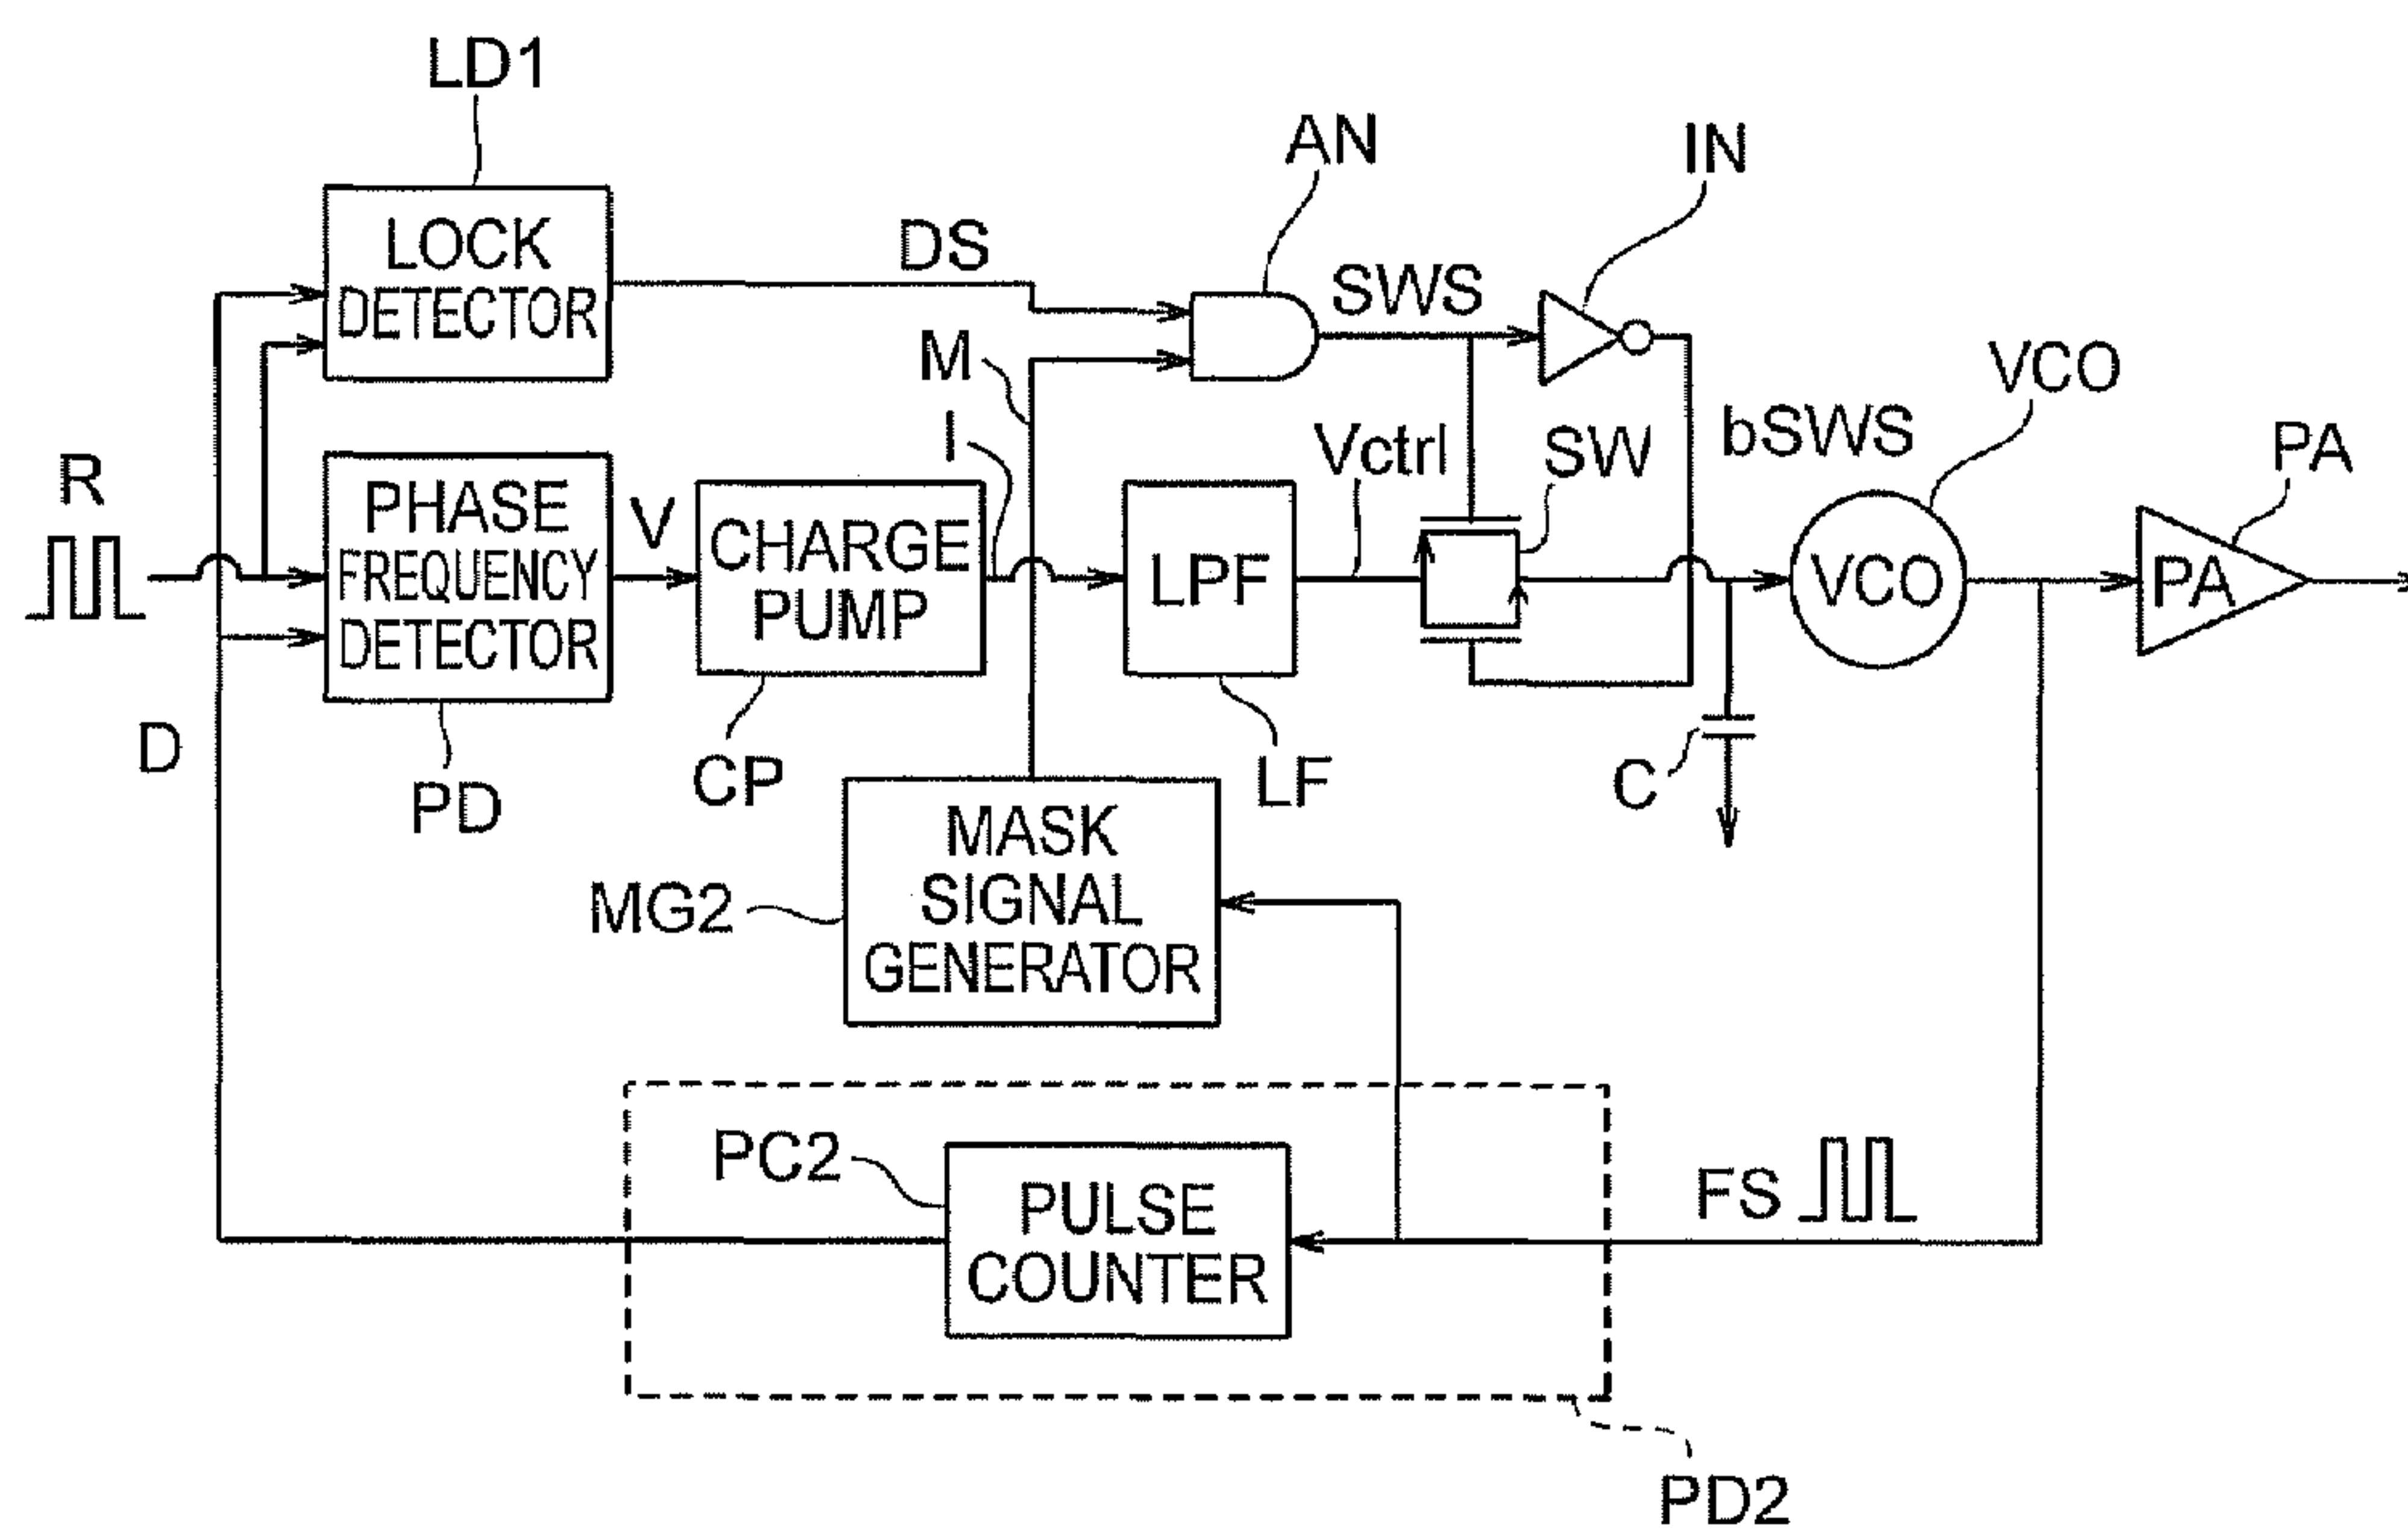 LD1
LOCK
DETECTOR
DS
AN
SWS
IN
M
I
Vctrl
SW
bSWS
VCO
PA
R
PHASE
FREQUENCY
DETECTOR
V
CHARGE
PUMP
LPF
VCO
PA
D
PD
CP
LF
C
MASK
SIGNAL
GENERATOR
MG2
PC2
PULSE
COUNTER
FS
PD2